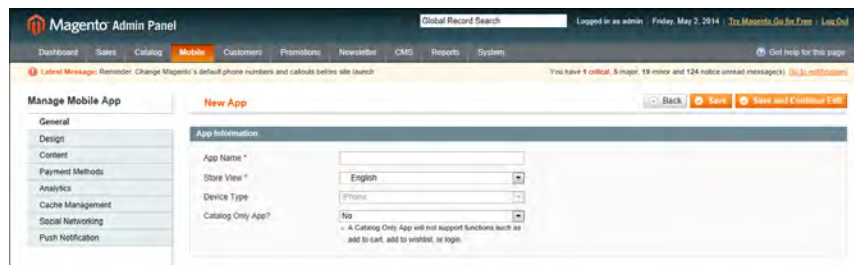 Magento Admin Panel
Global Record Search
Logged in as admin | Friday, May 2, 2014 | Try Magento Go for Free | Log Out
Dashboard Sales Catalog Mobile Customers Promotions Newsletter CMS Reports System
Get help for this page
Latest Message: Reminder: Change Magento's default phone numbers and callouts before site launch
You have 1 critical, 5 major, 19 minor and 124 notice unread message(s). Go to notifications
Manage Mobile App
General
Design
Content
Payment Methods
Analytics
Cache Management
Social Networking
Push Notification
New App
Back Save Save and Continue Edit
App Information
App Name *
Store View * English
Device Type iPhone
Catalog Only App? No
A Catalog Only App will not support functions such as
add to cart, add to wishlist, or login.